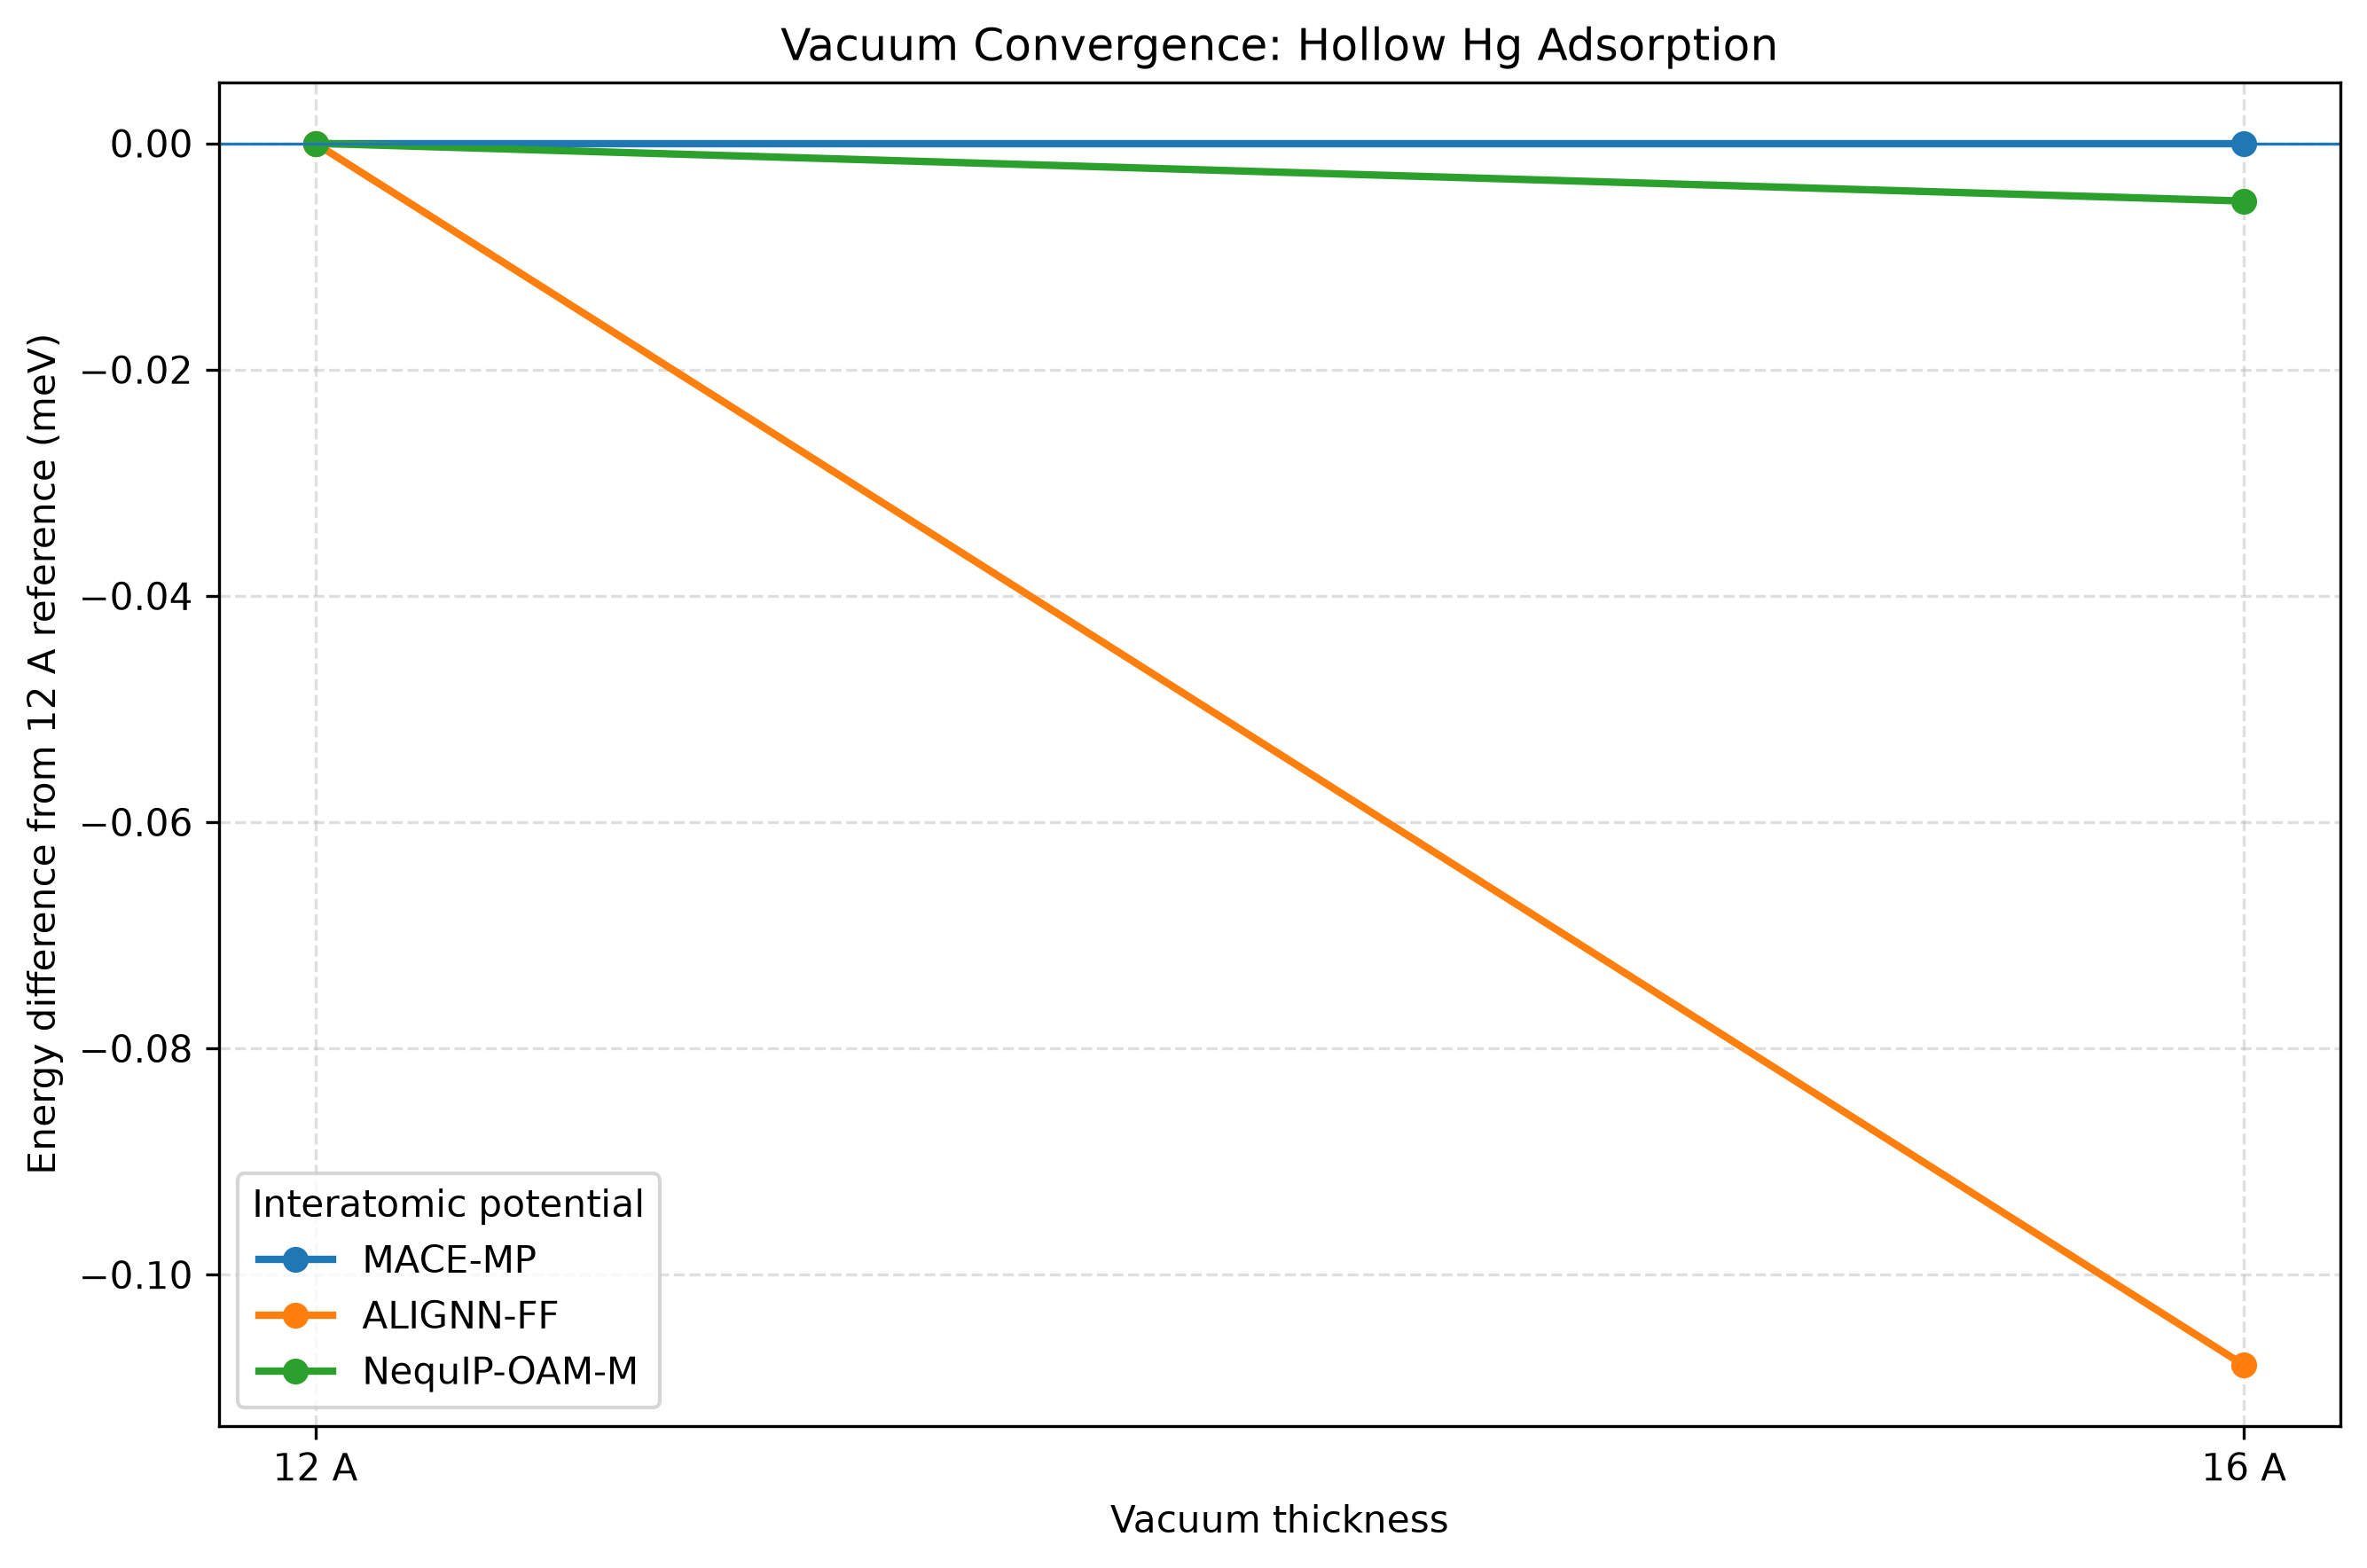 Vacuum Convergence: Hollow Hg Adsorption
Energy difference from 12 A reference (meV)
0.00
−0.02
−0.04
−0.06
−0.08
−0.10
Interatomic potential
MACE-MP
ALIGNN-FF
NequIP-OAM-M
12 A
16 A
Vacuum thickness